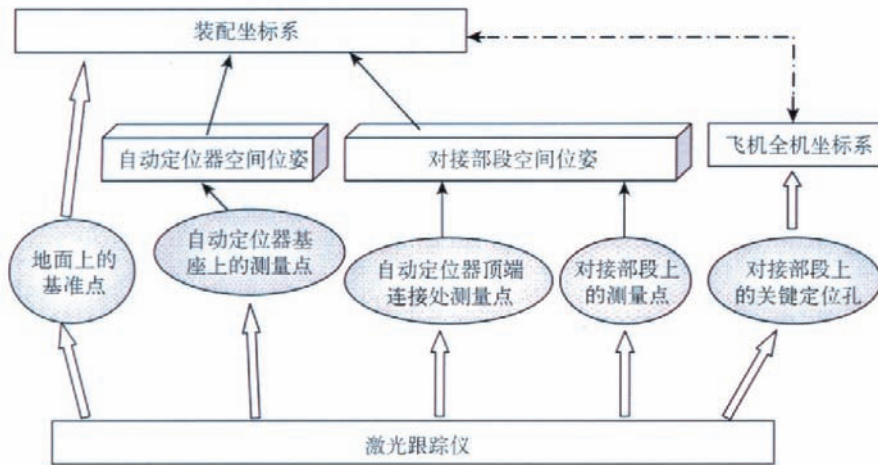 装配坐标系
自动定位器空间位姿
对接部段空间位姿
飞机全机坐标系
地面上的
基准点
自动定位器基
座上的测量点
自动定位器顶端
连接处测量点
对接部段上
的测量点
对接部段上
的关键定位孔
激光跟踪仪